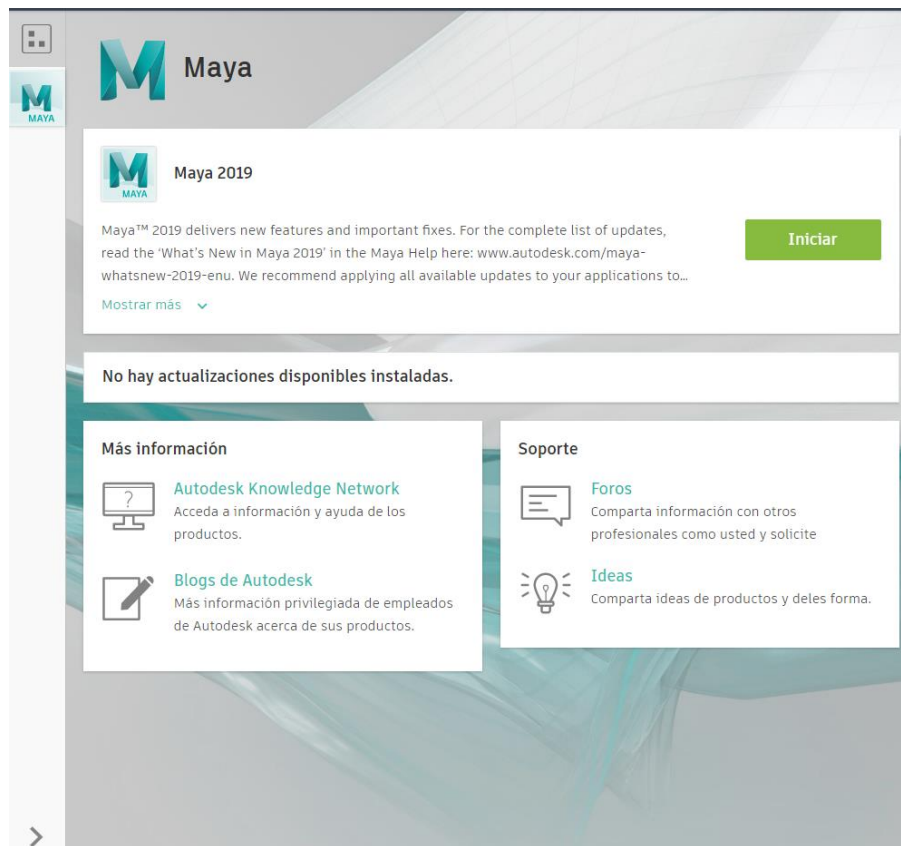 Maya
MAYA
Maya 2019
MAYA
Maya™ 2019 delivers new features and important fixes. For the complete list of updates,
read the ‘What’s New in Maya 2019’ in the Maya Help here: www.autodesk.com/maya-
whatsnew-2019-enu. We recommend applying all available updates to your applications to...
Iniciar
Mostrar más
No hay actualizaciones disponibles instaladas.
Más información
Autodesk Knowledge Network
Acceda a información y ayuda de los
productos.
Blogs de Autodesk
Más información privilegiada de empleados
de Autodesk acerca de sus productos.
Soporte
Foros
Comparta información con otros
profesionales como usted y solicite
Ideas
Comparta ideas de productos y deles forma.